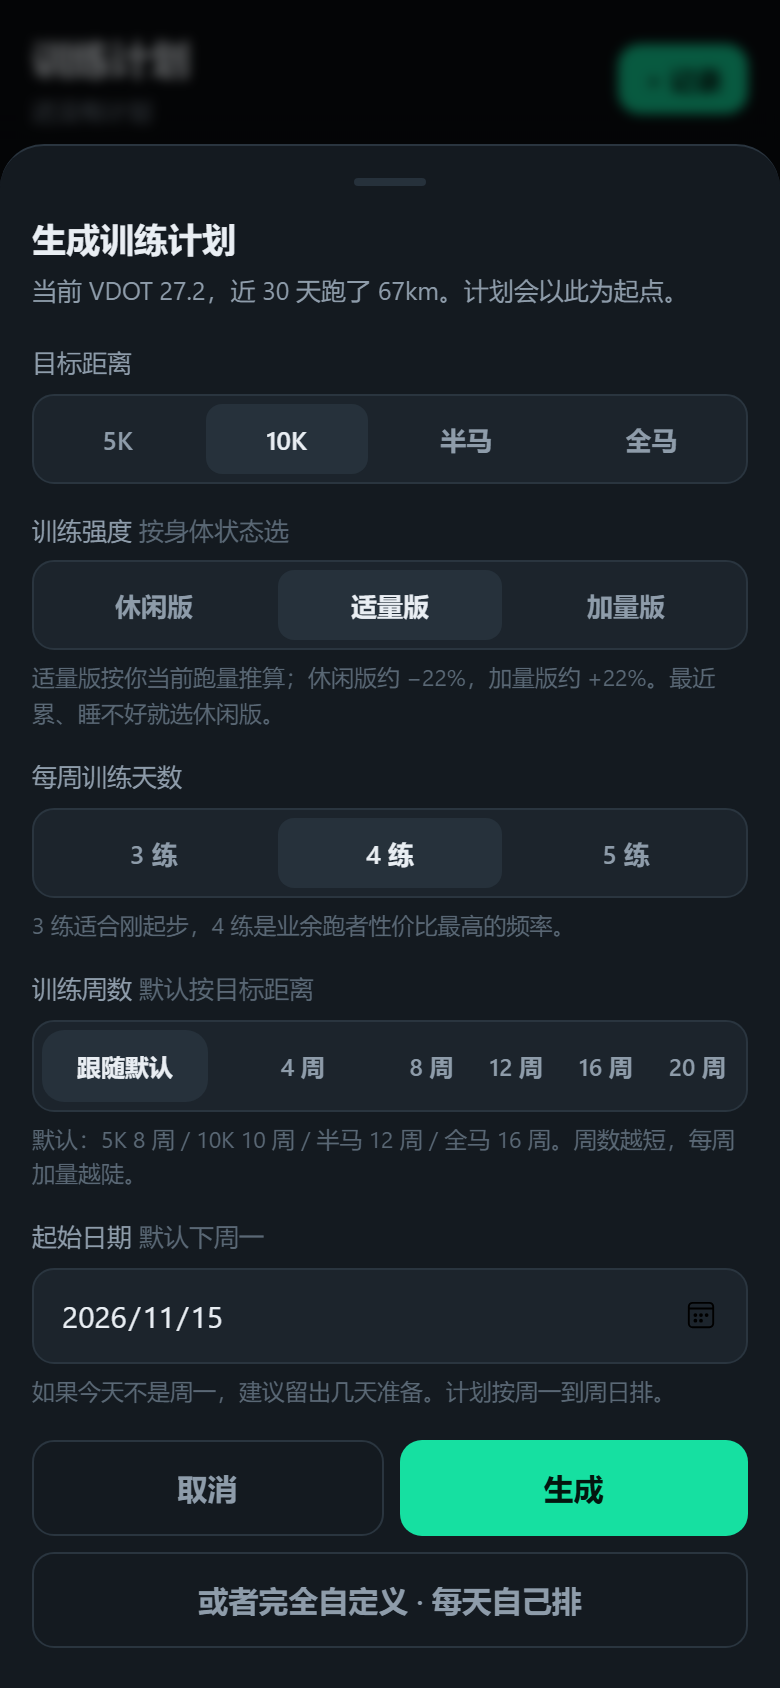 生成训练计划
当前 VDOT 27.2，近 30 天跑了 67km。计划会以此为起点。
目标距离
5K 10K 半马 全马
训练强度 按身体状态选
休闲版 适量版 加量版
适量版按你当前跑量推算；休闲版约 −22%，加量版约 +22%。最近
累、睡不好就选休闲版。
每周训练天数
3 练 4 练 5 练
3 练适合刚起步，4 练是业余跑者性价比最高的频率。
训练周数 默认按目标距离
跟随默认 4 周 8 周 12 周 16 周 20 周
默认：5K 8 周 / 10K 10 周 / 半马 12 周 / 全马 16 周。周数越短，每周
加量越陡。
起始日期 默认下周一
2026/11/15
如果今天不是周一，建议留出几天准备。计划按周一到周日排。
取消 生成
或者完全自定义 · 每天自己排